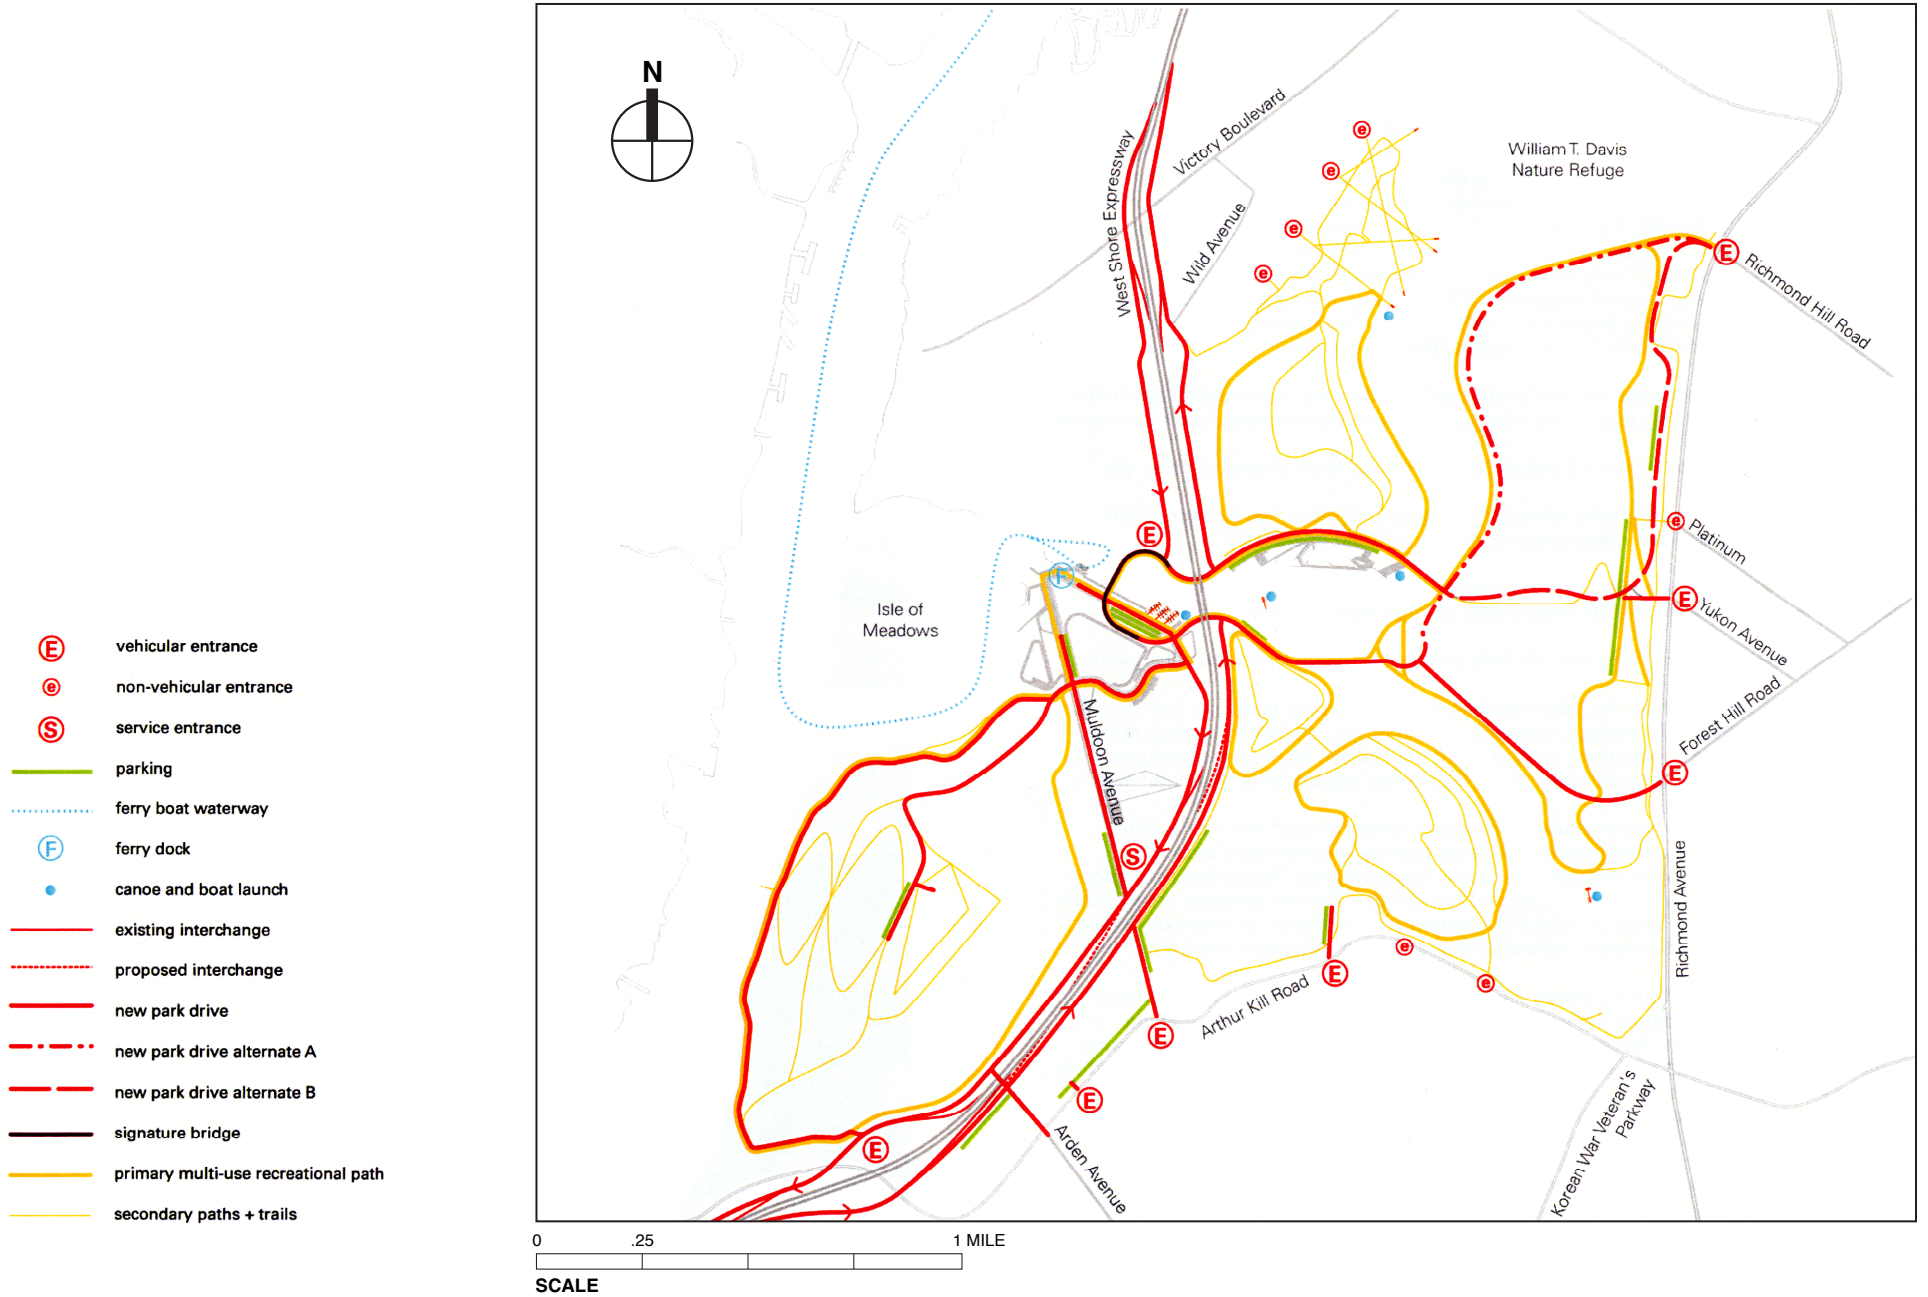 N
West Shore Expressway
Victory Boulevard
Wild Avenue
William T. Davis
Nature Refuge
e
e
e
e
E
Richmond Hill Road
e
Platinum
E
Yukon Avenue
Forest Hill Road
E
E
F
Isle of
Meadows
Muldoon Avenue
S
Richmond Avenue
e
e
E
Arthur Kill Road
E
E
Arden Avenue
E
Korean War Veteran's
Parkway
E vehicular entrance
e non-vehicular entrance
S service entrance
parking
ferry boat waterway
F ferry dock
canoe and boat launch
existing interchange
proposed interchange
new park drive
new park drive alternate A
new park drive alternate B
signature bridge
primary multi-use recreational path
secondary paths + trails
0 .25 1 MILE
SCALE